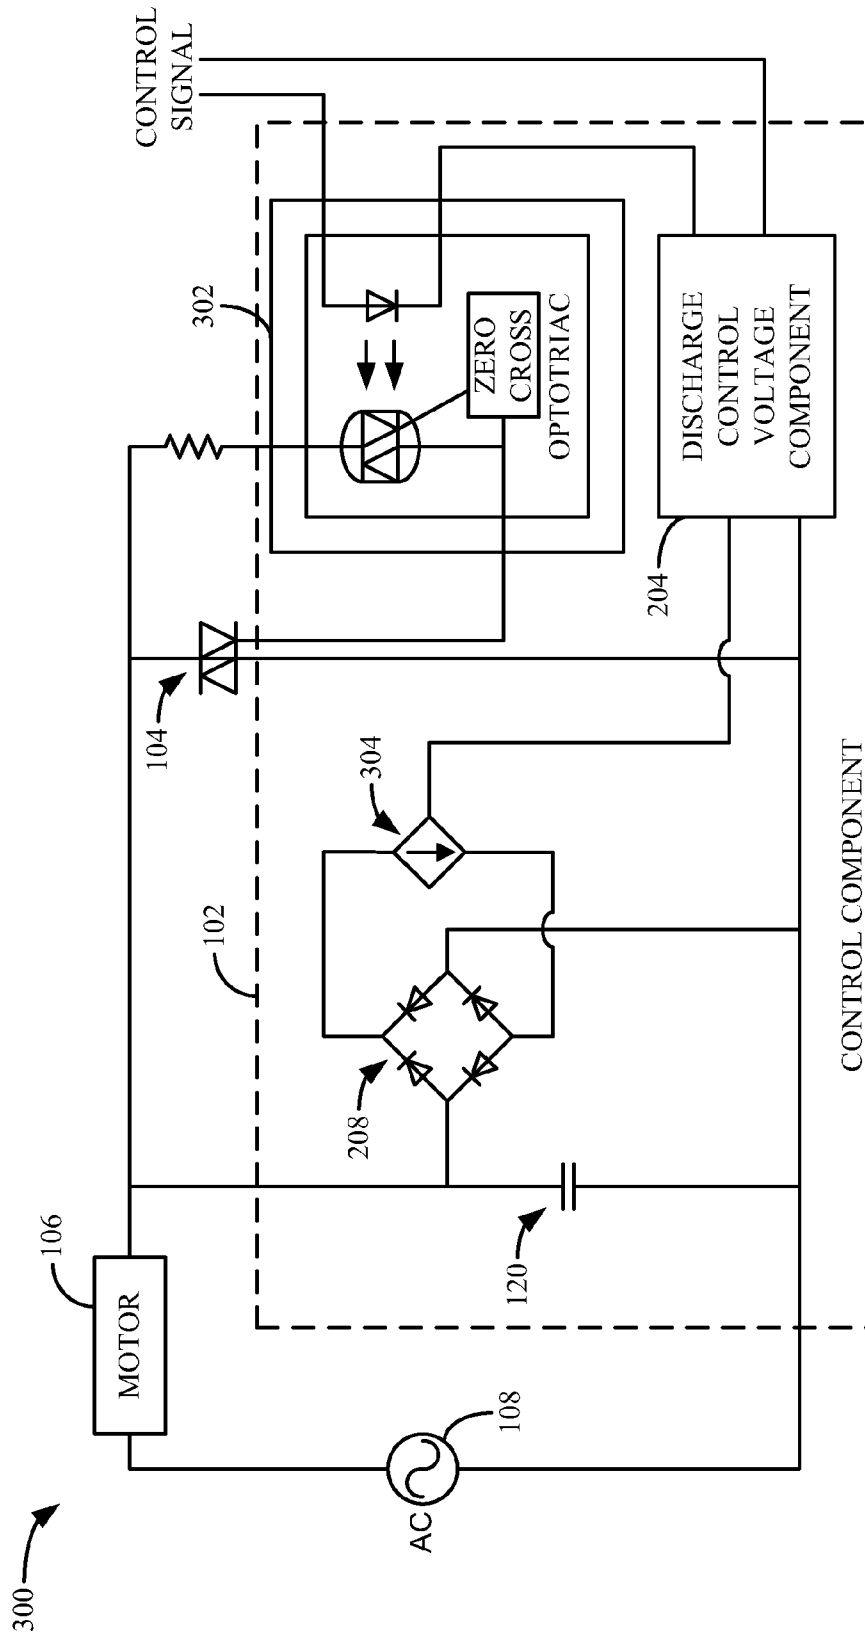 300
AC
108
MOTOR
106
120
208
102
304
104
302
CONTROL
SIGNAL
ZERO
CROSS
OPTOTRIAC
204
DISCHARGE
CONTROL
VOLTAGE
COMPONENT
CONTROL COMPONENT